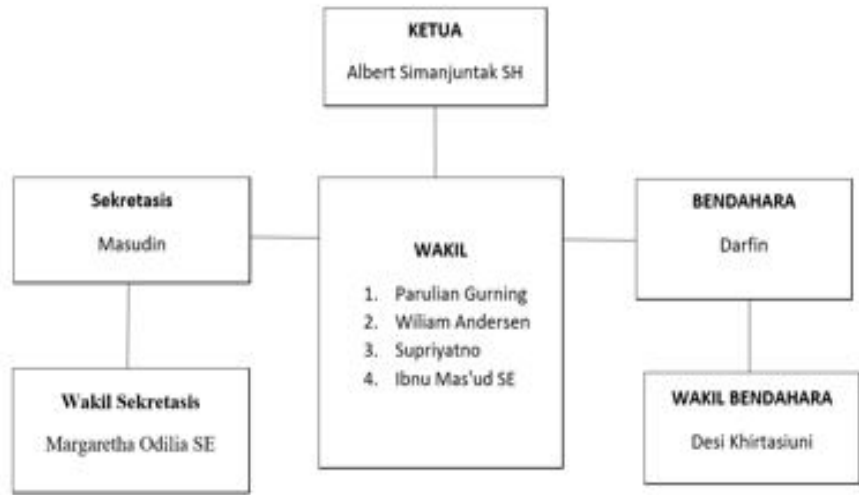 KETUA
Albert Simanjuntak SH
Sekretasis
Masudin
WAKIL
1. Parulian Gurning
2. Wiliam Andersen
3. Supriyatno
4. Ibnu Mas'ud SE
BENDAHARA
Darfin
Wakil Sekretasis
Margaretha Odilia SE
WAKIL BENDAHARA
Desi Khirtasiuni